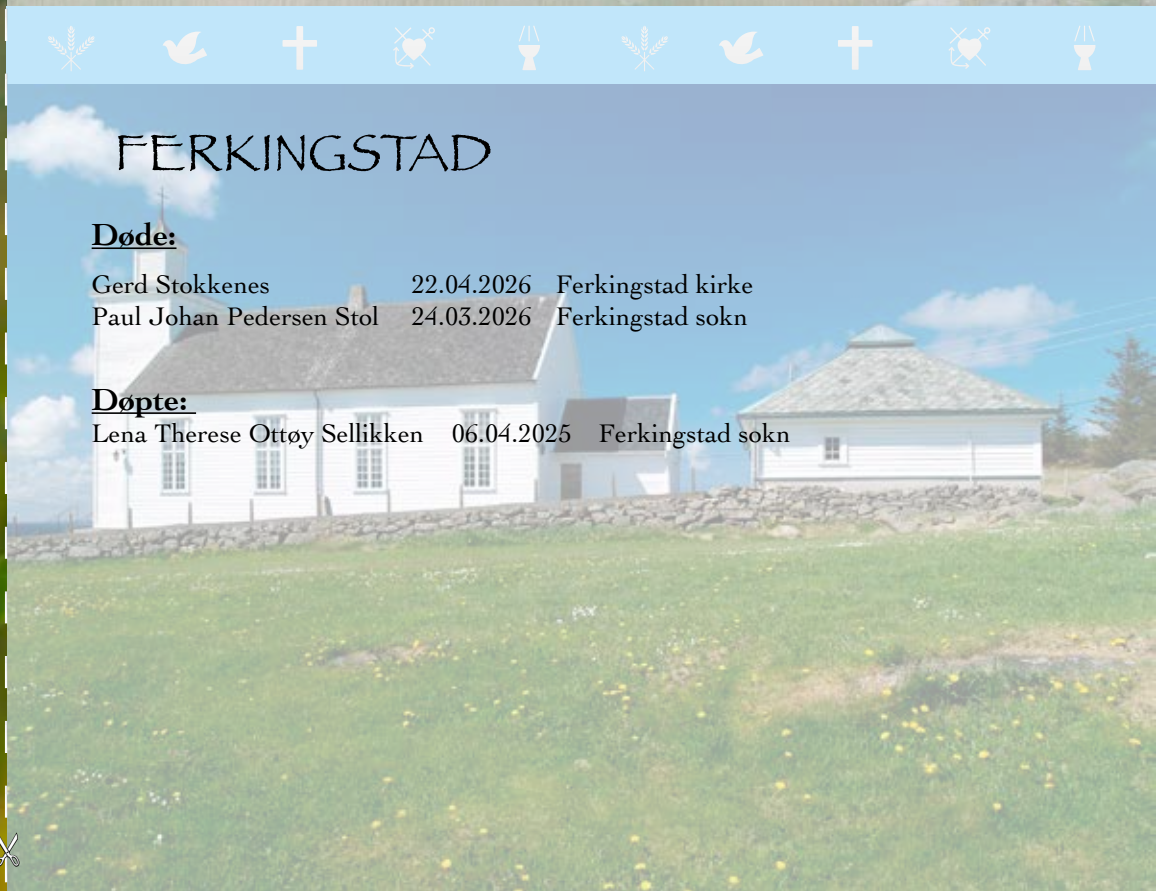 FERKINGSTAD
Døde:
Gerd Stokkenes 22.04.2026 Ferkingstad kirke
Paul Johan Pedersen Stol 24.03.2026 Ferkingstad sokn
Døpte:
Lena Therese Ottøy Sellikken 06.04.2025 Ferkingstad sokn